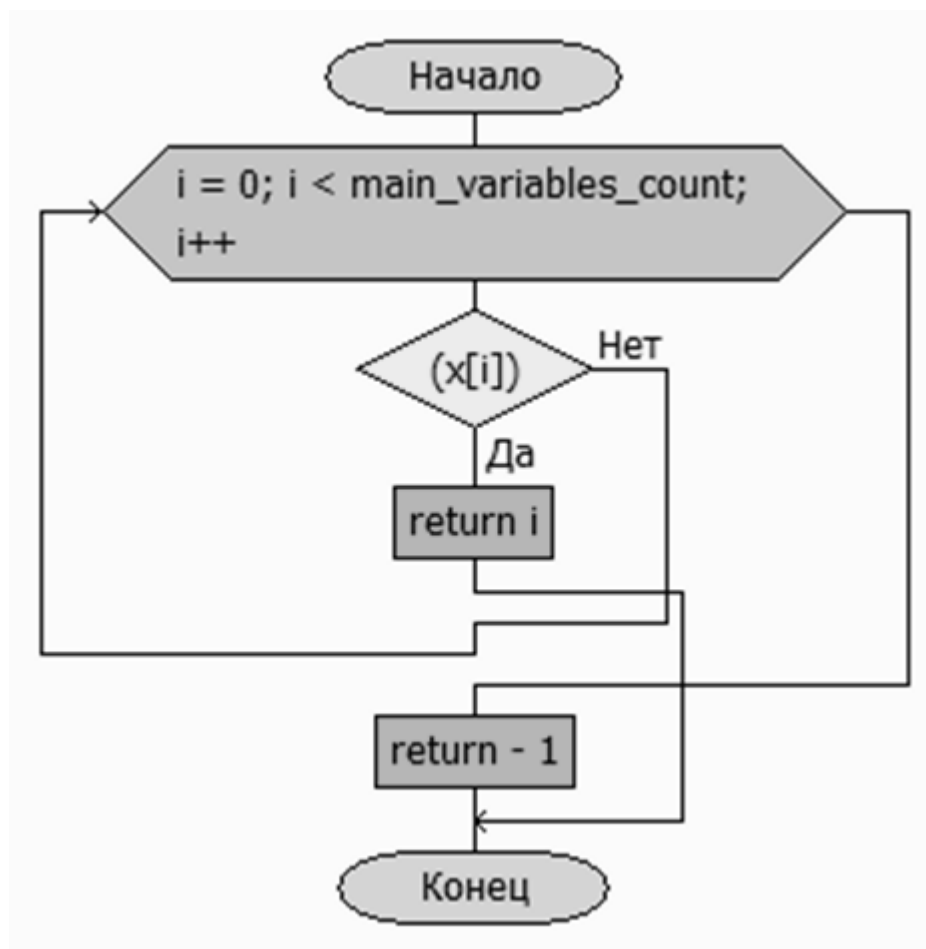 Начало
i = 0; i < main_variables_count;
i++
(x[i])
Нет
Да
return i
return - 1
Конец